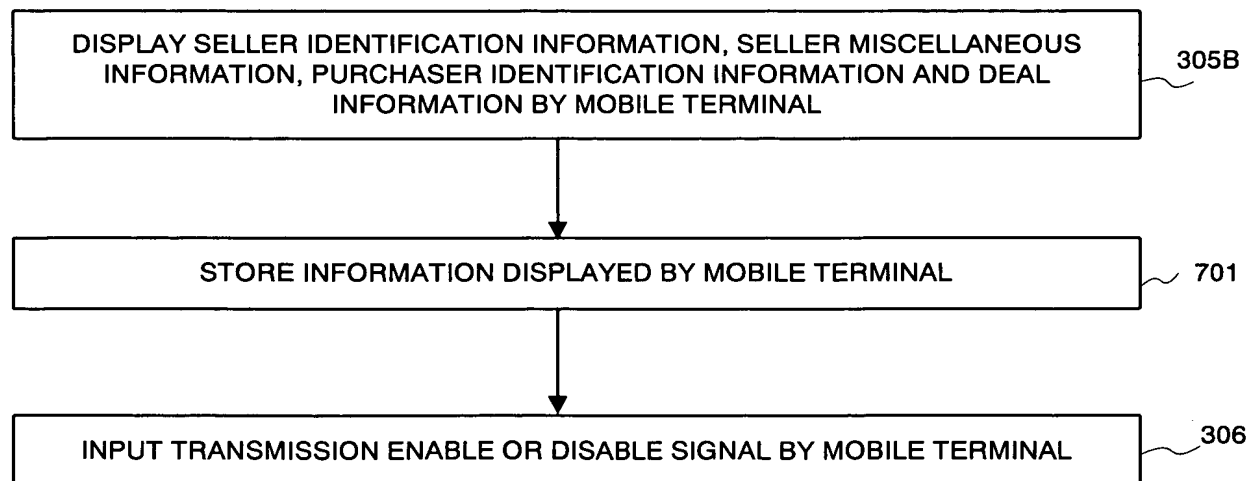 DISPLAY SELLER IDENTIFICATION INFORMATION, SELLER MISCELLANEOUS
INFORMATION, PURCHASER IDENTIFICATION INFORMATION AND DEAL
INFORMATION BY MOBILE TERMINAL
305B
STORE INFORMATION DISPLAYED BY MOBILE TERMINAL
701
INPUT TRANSMISSION ENABLE OR DISABLE SIGNAL BY MOBILE TERMINAL
306